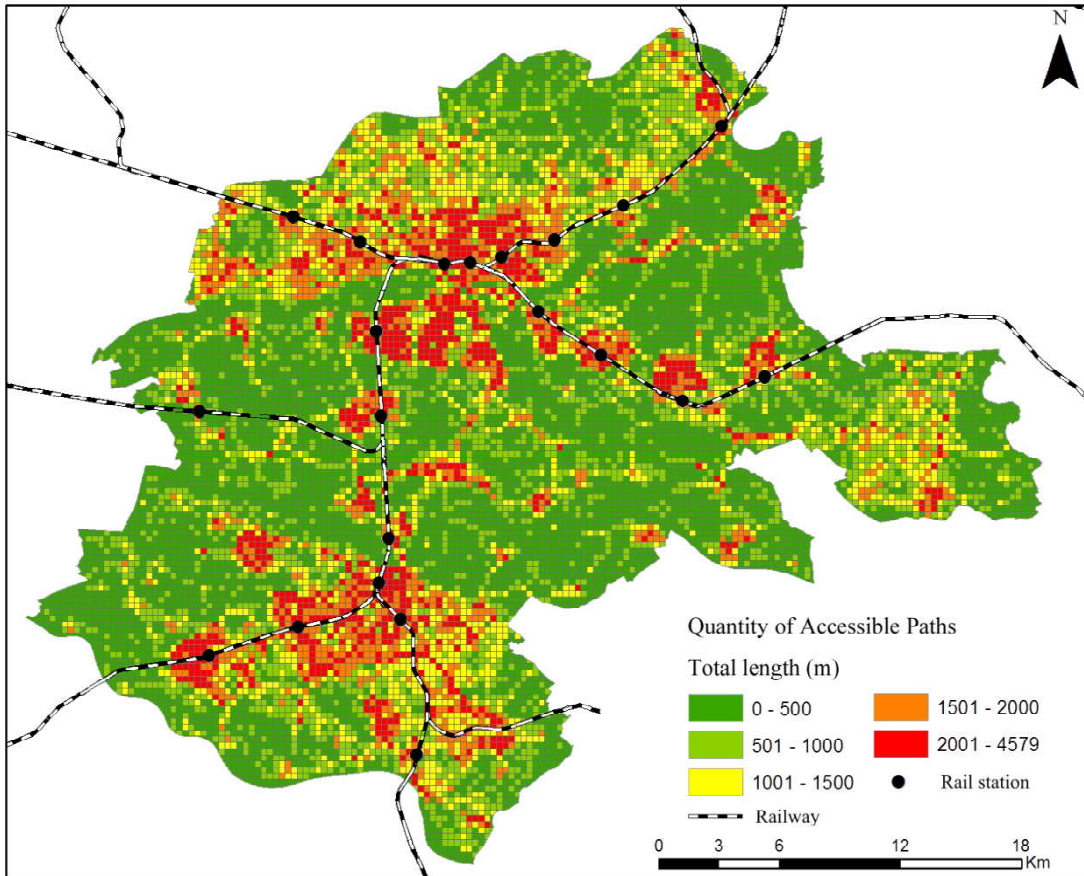 N
Quantity of Accessible Paths
Total length (m)
0 - 500
1501 - 2000
501 - 1000
2001 - 4579
1001 - 1500
Rail station
Railway
0 3 6 12 18
Km